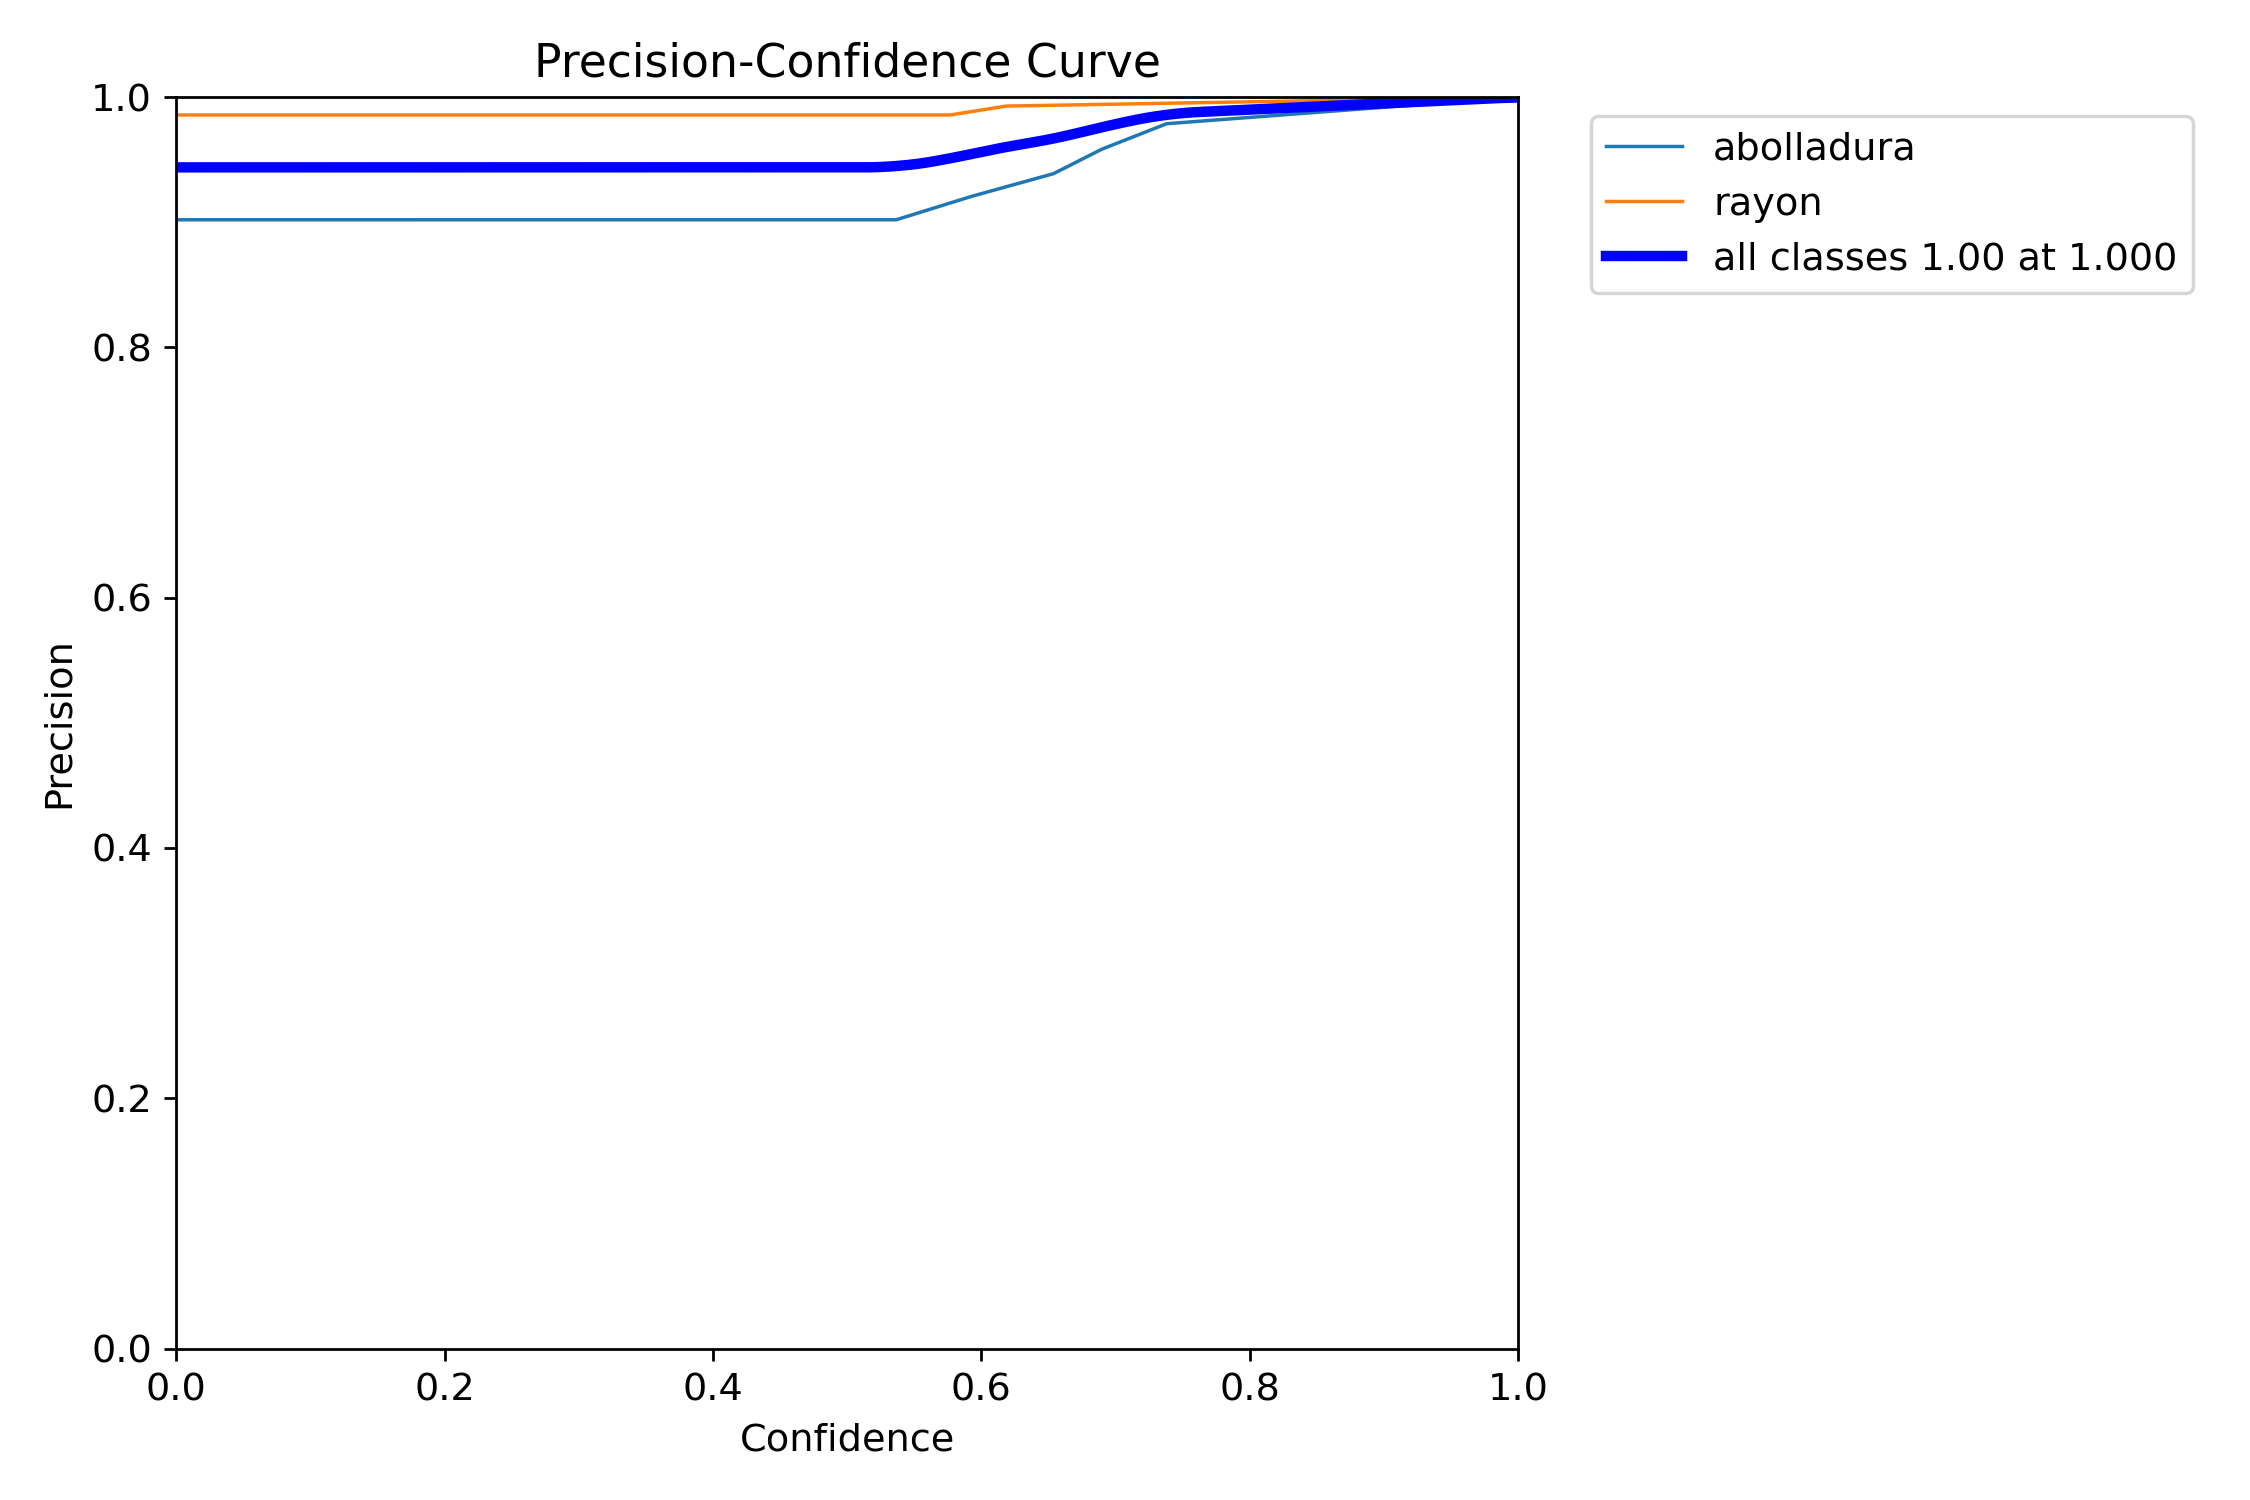 Precision-Confidence Curve
1.0
0.8
0.6
0.4
0.2
0.0
Precision
0.0 0.2 0.4 0.6 0.8 1.0
Confidence
abolladura
rayon
all classes 1.00 at 1.000